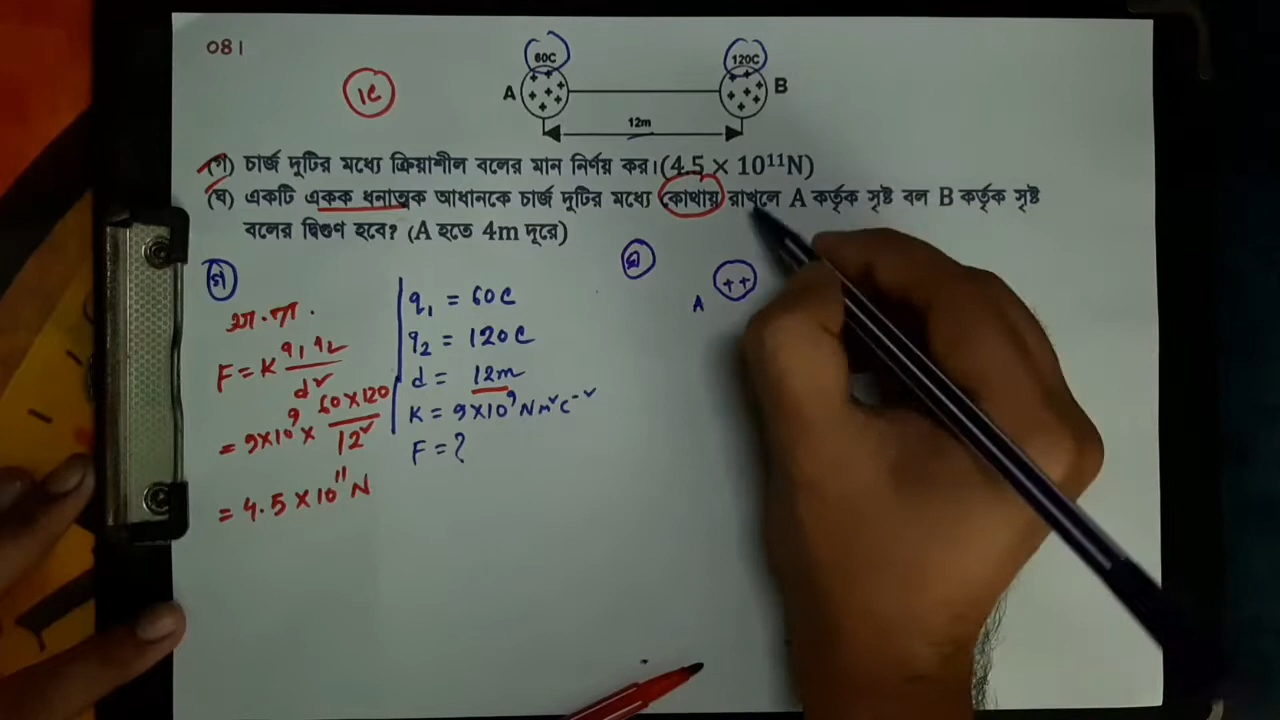 08।
60C
120C
1C
A
B
12m
(গ) চার্জ দুটির মধ্যে ক্রিয়াশীল বলের মান নির্ণয় কর।(4.5 × 10¹¹N)
(ঘ) একটি একক ধনাত্মক আধানকে চার্জ দুটির মধ্যে কোথায় রাখলে A কর্তৃক সৃষ্ট বল B কর্তৃক সৃষ্ট
বলের দ্বিগুণ হবে? (A হতে 4m দূরে)
গ
F = K q₁ q₂ / d²
= 9×10⁹ × 60×120 / 12²
= 4.5 × 10¹¹ N
q₁ = 60C
q₂ = 120C
d = 12m
K = 9×10⁹ Nm²C⁻²
F = ?
ঘ
A
++